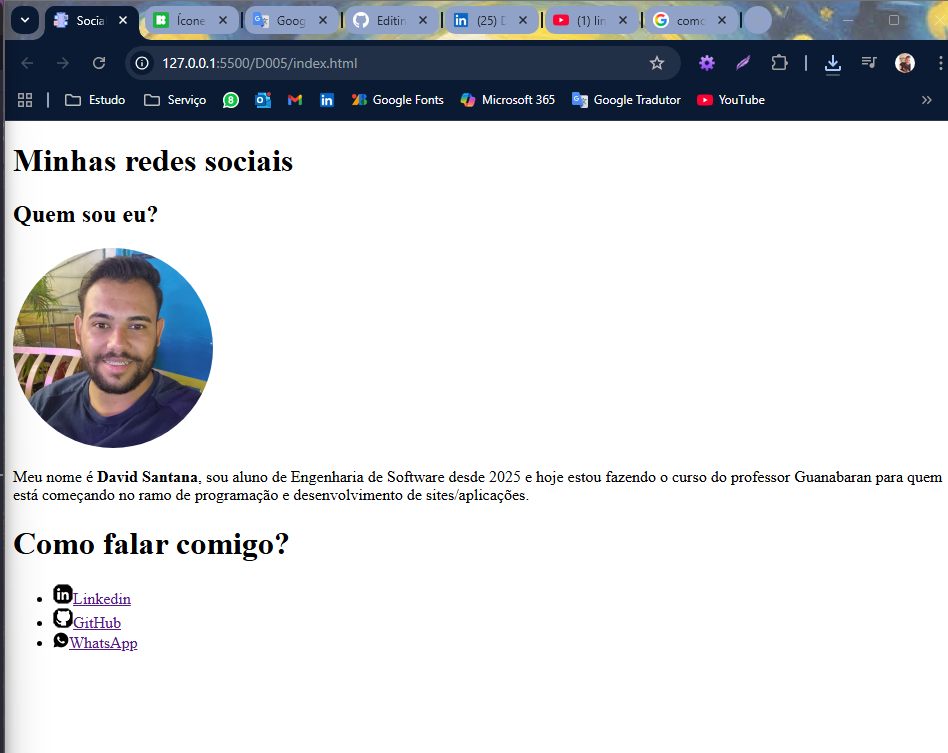 Socia
Ícone
Goog
Editin
(25) D
(1) lin
como
127.0.0.1:5500/D005/index.html
Estudo
Serviço
8
Google Fonts
Microsoft 365
Google Tradutor
YouTube
Minhas redes sociais
Quem sou eu?
Meu nome é David Santana, sou aluno de Engenharia de Software desde 2025 e hoje estou fazendo o curso do professor Guanabaran para quem
está começando no ramo de programação e desenvolvimento de sites/aplicações.
Como falar comigo?
Linkedin
GitHub
WhatsApp